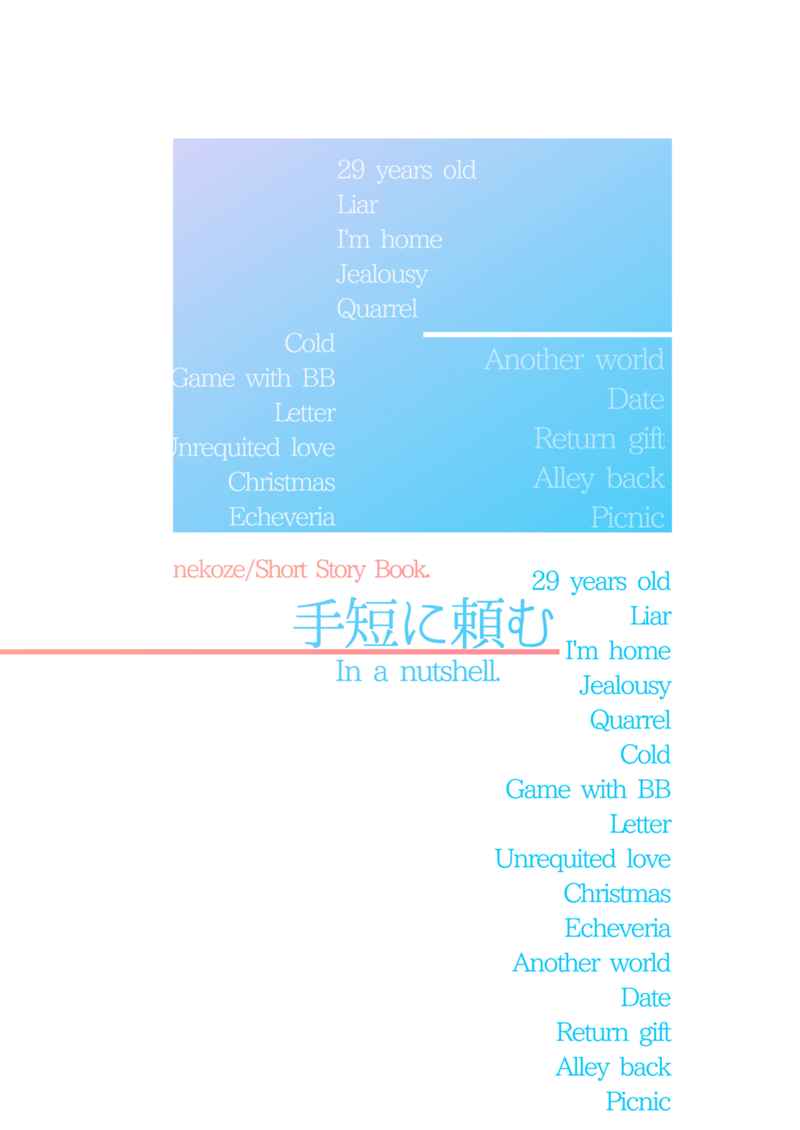 29 years old
Liar
I'm home
Jealousy
Quarrel
Cold
Game with BB
Letter
Unrequited love
Christmas
Echeveria
Another world
Date
Return gift
Alley back
Picnic
nekoze/Short Story Book.
手短に頼む
In a nutshell.
29 years old
Liar
I'm home
Jealousy
Quarrel
Cold
Game with BB
Letter
Unrequited love
Christmas
Echeveria
Another world
Date
Return gift
Alley back
Picnic